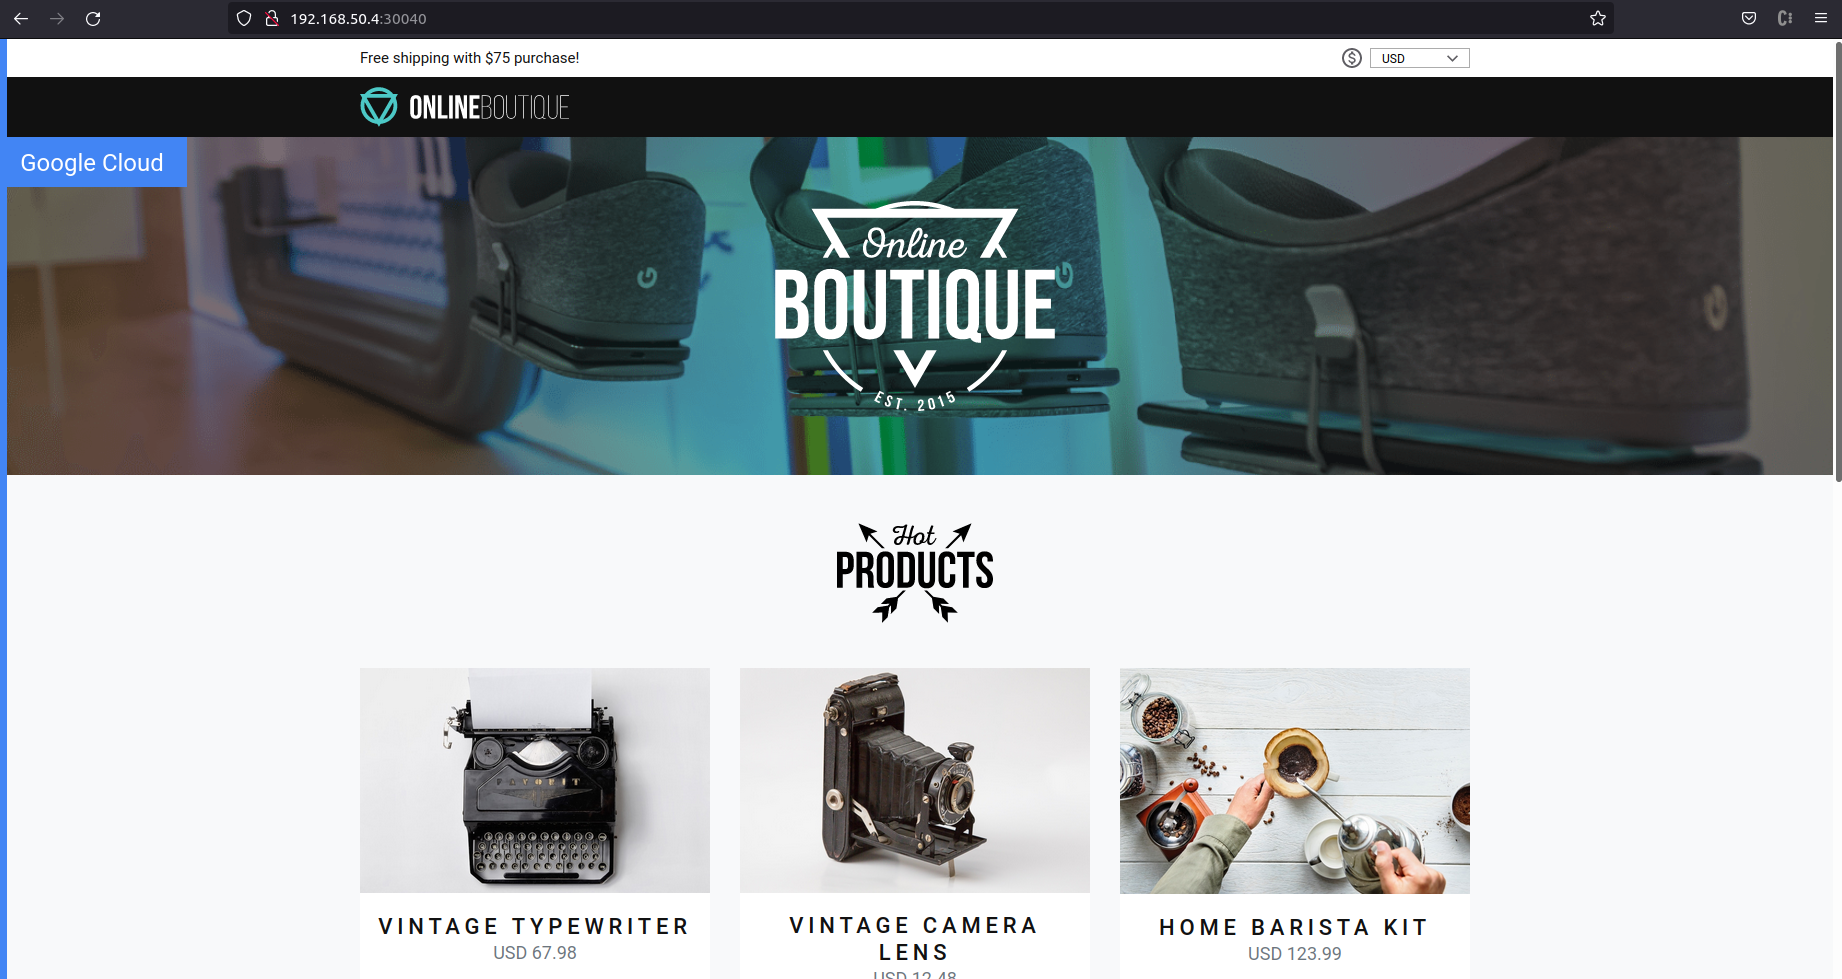 192.168.50.4:30040
Free shipping with $75 purchase!
$ USD
ONLINEBOUTIQUE
Google Cloud
Online
BOUTIQUE
EST. 2015
Hot
PRODUCTS
VINTAGE TYPEWRITER
USD 67.98
VINTAGE CAMERA
LENS
USD 12.48
HOME BARISTA KIT
USD 123.99